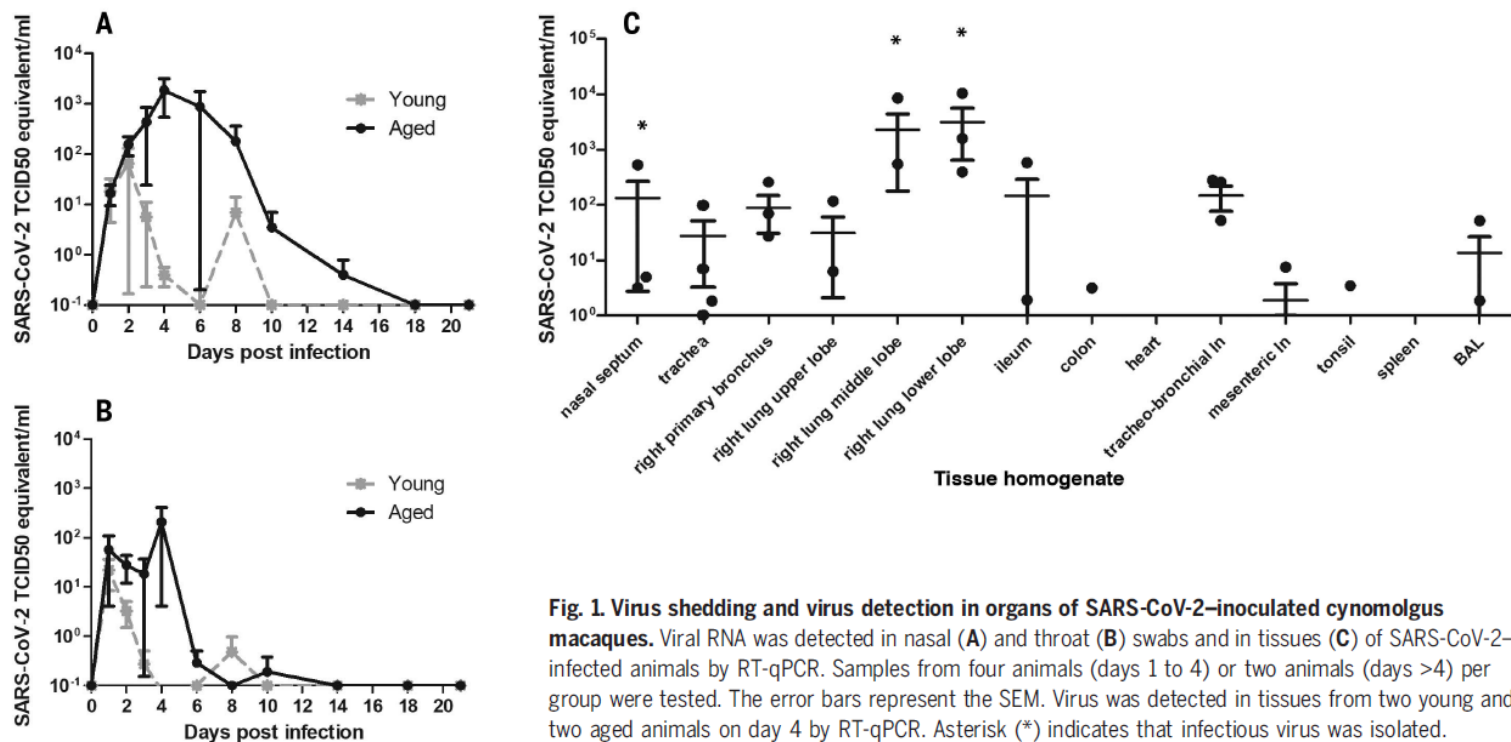 A
SARS-CoV-2 TCID50 equivalent/ml
10⁴
10³
10²
10¹
10⁰
10⁻¹
Young
Aged
0 2 4 6 8 10 12 14 16 18 20
Days post infection
B
SARS-CoV-2 TCID50 equivalent/ml
10⁴
10³
10²
10¹
10⁰
10⁻¹
Young
Aged
0 2 4 6 8 10 12 14 16 18 20
Days post infection
C
SARS-CoV-2 TCID50 equivalent/ml
10⁵
10⁴
10³
10²
10¹
10⁰
* * *
nasal septum
trachea
right primary bronchus
right lung upper lobe
right lung middle lobe
right lung lower lobe
ileum
colon
heart
tracheo-bronchial ln
mesenteric ln
tonsil
spleen
BAL
Tissue homogenate
Fig. 1. Virus shedding and virus detection in organs of SARS-CoV-2–inoculated cynomolgus
macaques. Viral RNA was detected in nasal (A) and throat (B) swabs and in tissues (C) of SARS-CoV-2–
infected animals by RT-qPCR. Samples from four animals (days 1 to 4) or two animals (days >4) per
group were tested. The error bars represent the SEM. Virus was detected in tissues from two young and
two aged animals on day 4 by RT-qPCR. Asterisk (*) indicates that infectious virus was isolated.